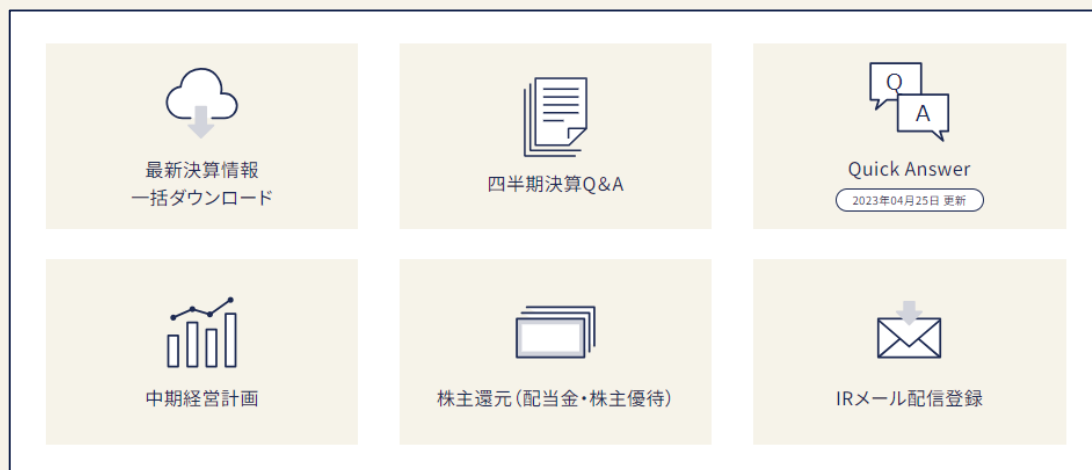 最新決算情報
一括ダウンロード
四半期決算Q&A
Q
A
Quick Answer
2023年04月25日 更新
中期経営計画
株主還元(配当金・株主優待)
IRメール配信登録